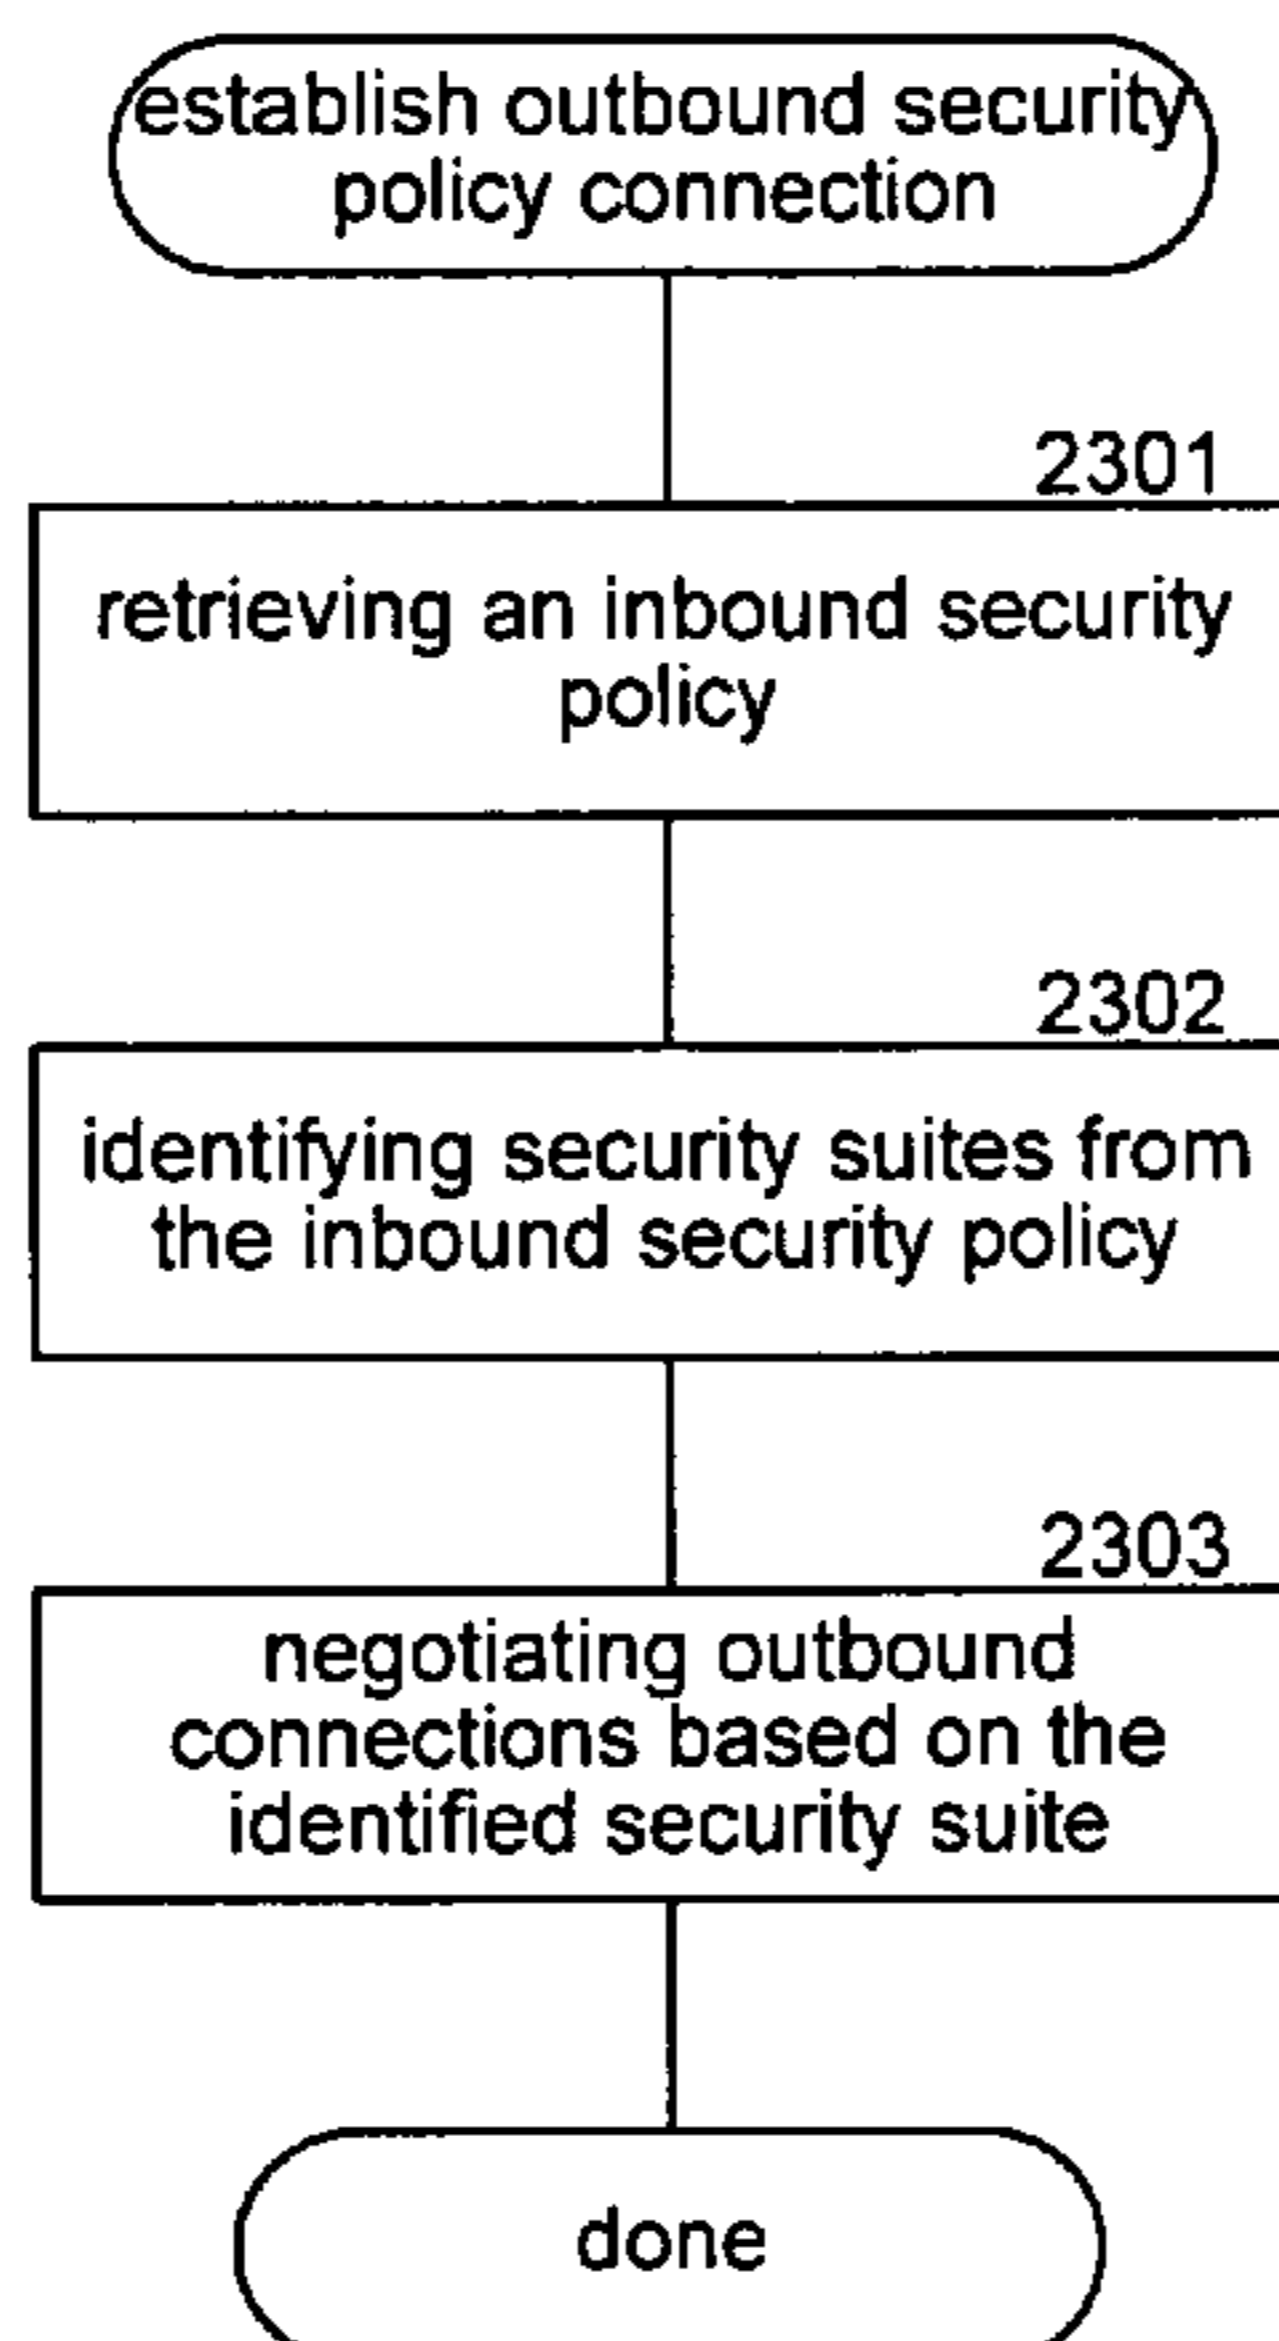 establish outbound security
policy connection
2301
retrieving an inbound security
policy
2302
identifying security suites from
the inbound security policy
2303
negotiating outbound
connections based on the
identified security suite
done